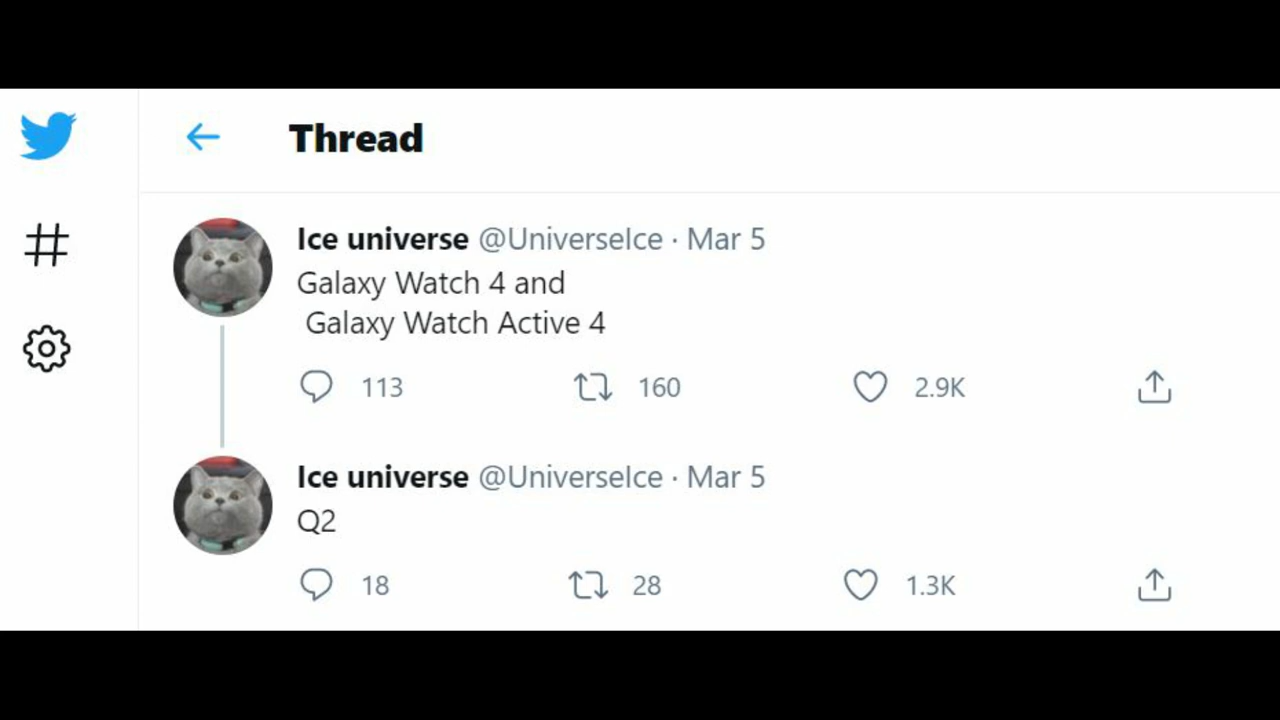 Thread
Ice universe @UniverseIce · Mar 5
Galaxy Watch 4 and
Galaxy Watch Active 4
113 160 2.9K
Ice universe @UniverseIce · Mar 5
Q2
18 28 1.3K